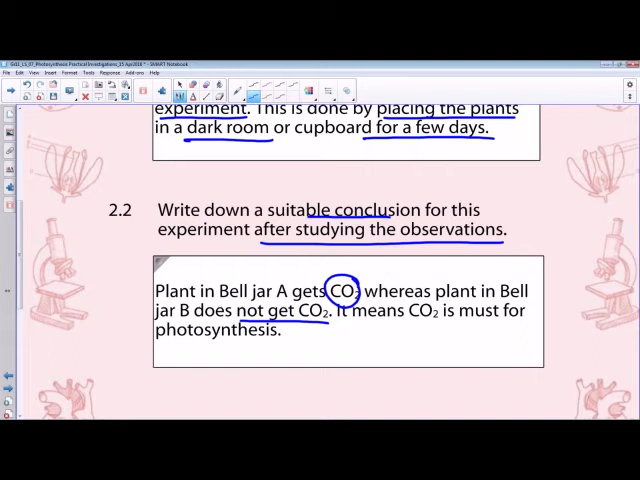 Gr11_LS_07_Photosynthesis Practical Investigations_15 Apr2016 * - SMART Notebook
File Edit View Insert Format Tools Response Add-ons Help
experiment. This is done by placing the plants
in a dark room or cupboard for a few days.
2.2 Write down a suitable conclusion for this
experiment after studying the observations.
Plant in Bell jar A gets CO₂ whereas plant in Bell
jar B does not get CO₂. It means CO₂ is must for
photosynthesis.